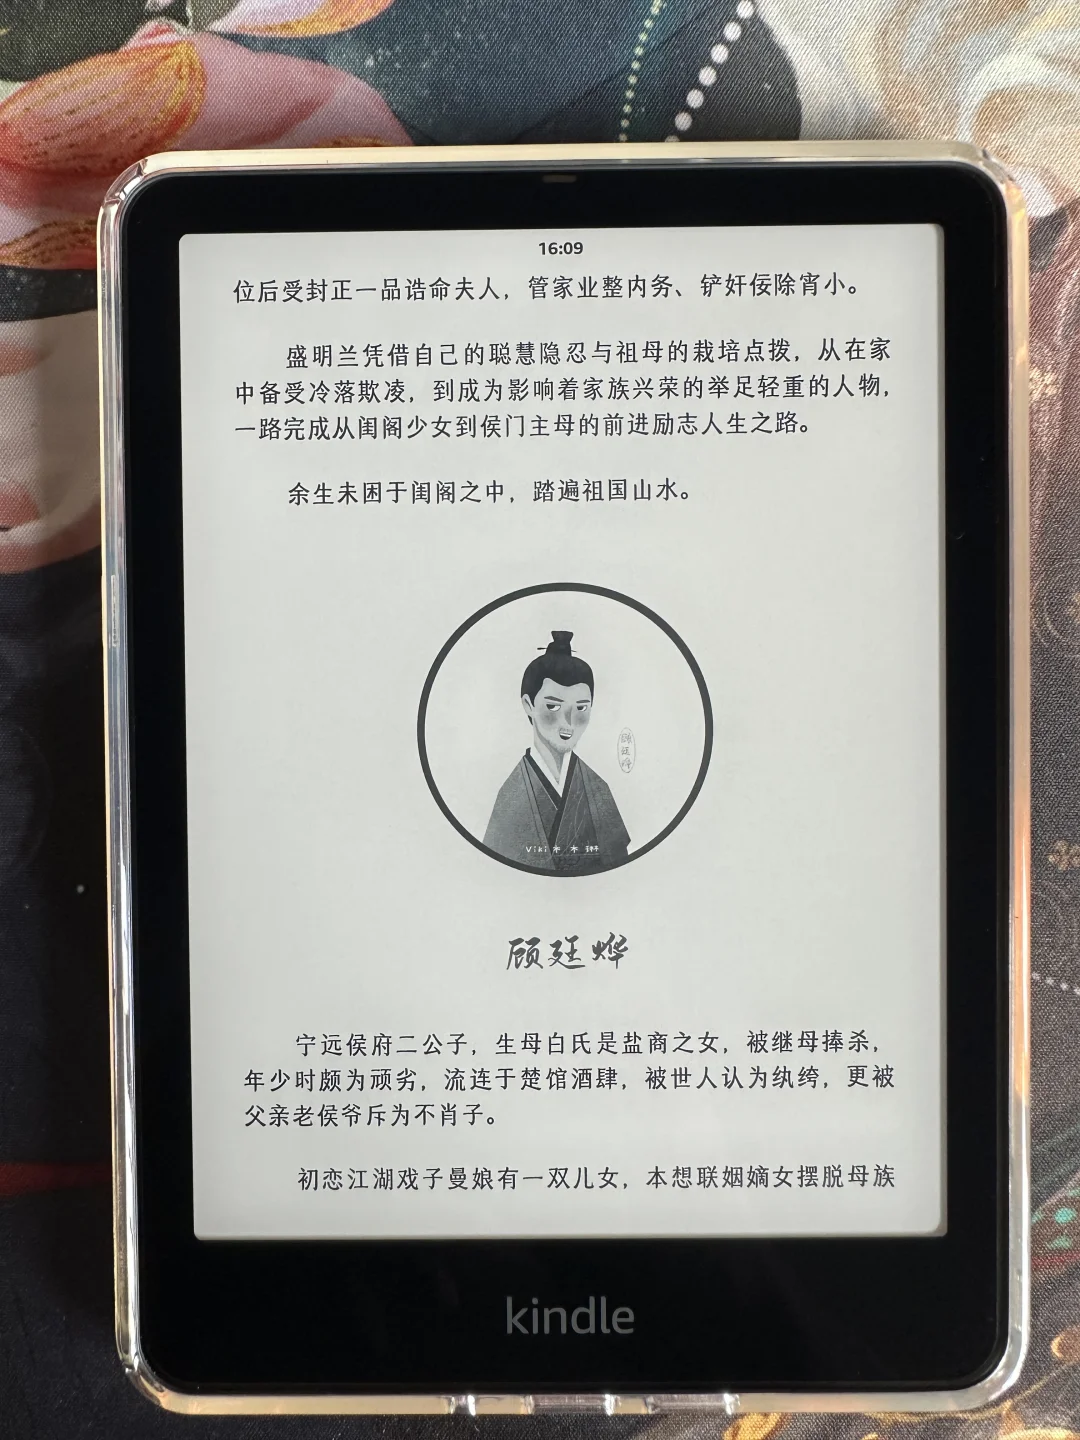 16:09
位后受封正一品诰命夫人，管家业整内务、铲奸佞除宵小。
盛明兰凭借自己的聪慧隐忍与祖母的栽培点拨，从在家
中备受冷落欺凌，到成为影响着家族兴荣的举足轻重的人物，
一路完成从闺阁少女到侯门主母的前进励志人生之路。
余生未困于闺阁之中，踏遍祖国山水。
顾廷烨
Viki木木
顾廷烨
宁远侯府二公子，生母白氏是盐商之女，被继母捧杀，
年少时颇为顽劣，流连于楚馆酒肆，被世人认为纨绔，更被
父亲老侯爷斥为不肖子。
初恋江湖戏子曼娘有一双儿女，本想联姻嫡女摆脱母族
kindle